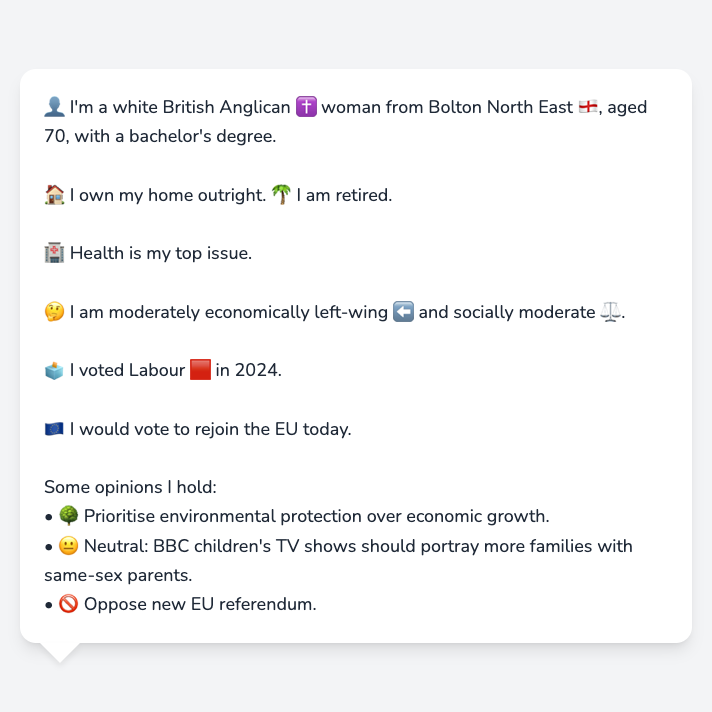 👤 I'm a white British Anglican ✝️ woman from Bolton North East 🏴󠁧󠁢󠁥󠁮󠁧󠁿, aged
70, with a bachelor's degree.
🏠 I own my home outright. 🌴 I am retired.
🏥 Health is my top issue.
🤔 I am moderately economically left-wing ⬅️ and socially moderate ⚖️.
🗳️ I voted Labour 🟥 in 2024.
🇪🇺 I would vote to rejoin the EU today.
Some opinions I hold:
• 🌳 Prioritise environmental protection over economic growth.
• 😐 Neutral: BBC children's TV shows should portray more families with
same-sex parents.
• 🚫 Oppose new EU referendum.